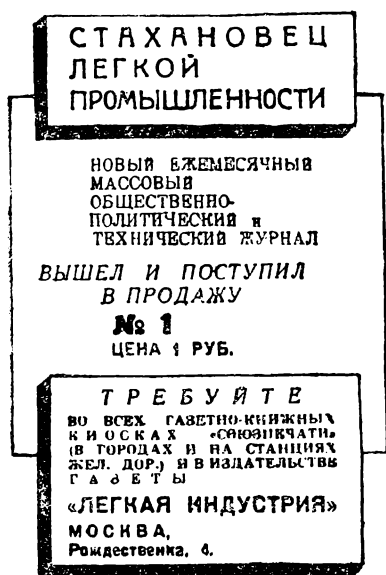 СТАХАНОВЕЦ
ЛЕГКОЙ
ПРОМЫШЛЕННОСТИ
НОВЫЙ ЕЖЕМЕСЯЧНЫЙ
МАССОВЫЙ
ОБЩЕСТВЕННО-
ПОЛИТИЧЕСКИЙ и
ТЕХНИЧЕСКИЙ ЖУРНАЛ
ВЫШЕЛ И ПОСТУПИЛ
В ПРОДАЖУ
№ 1
ЦЕНА 1 РУБ.
ТРЕБУЙТЕ
ВО ВСЕХ ГАЗЕТНО-КНИЖНЫХ
КИОСКАХ «СОЮЗПЕЧАТИ»
(В ГОРОДАХ И НА СТАНЦИЯХ
ЖЕЛ. ДОР.) И В ИЗДАТЕЛЬСТВЕ
ГАЗЕТЫ
«ЛЕГКАЯ ИНДУСТРИЯ»
МОСКВА,
Рождественка, 4.